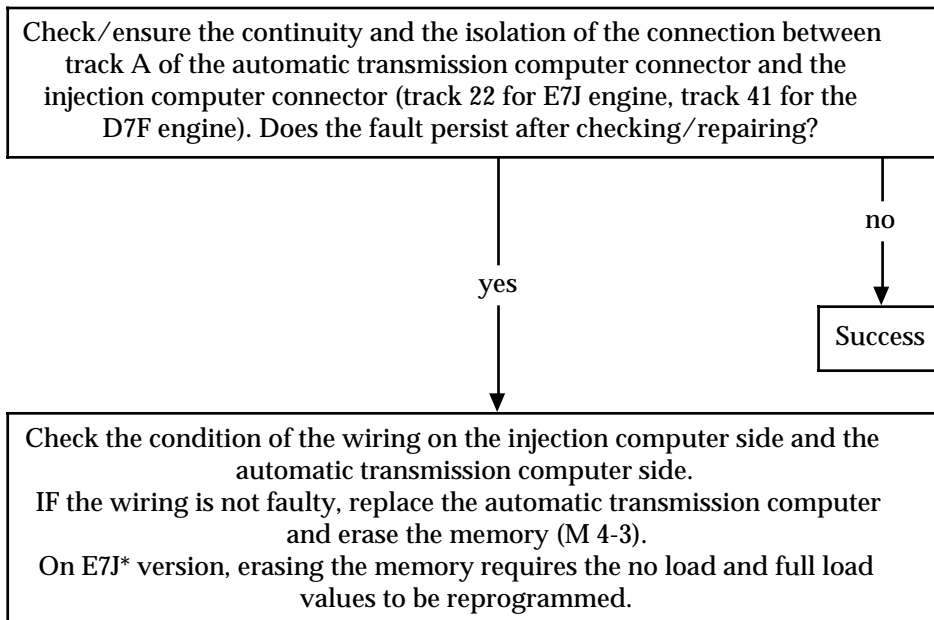 Check/ensure the continuity and the isolation of the connection between
track A of the automatic transmission computer connector and the
injection computer connector (track 22 for E7J engine, track 41 for the
D7F engine). Does the fault persist after checking/repairing?
no
yes
Success
Check the condition of the wiring on the injection computer side and the
automatic transmission computer side.
IF the wiring is not faulty, replace the automatic transmission computer
and erase the memory (M 4-3).
On E7J* version, erasing the memory requires the no load and full load
values to be reprogrammed.